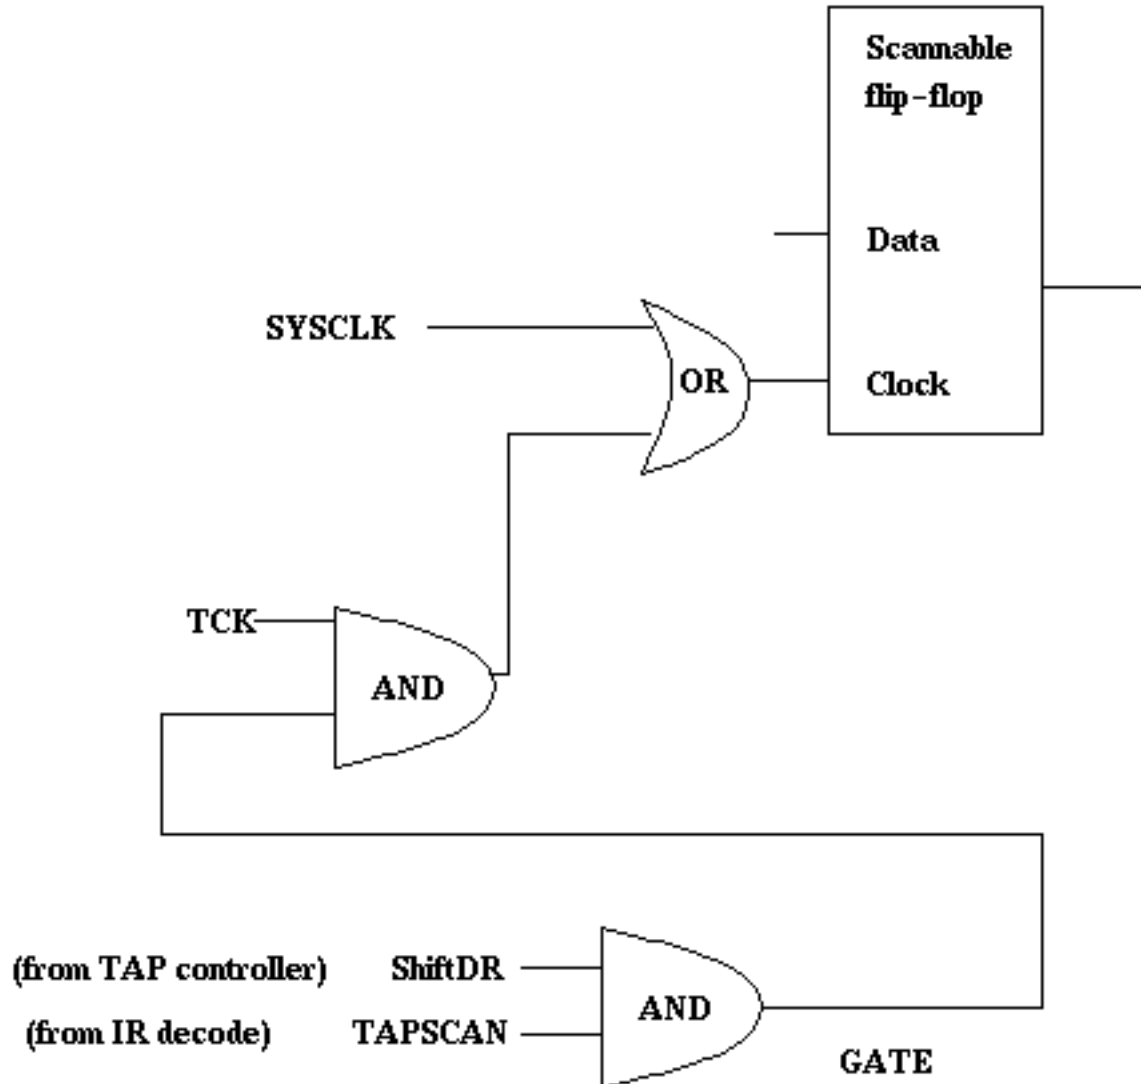 Scannable
flip-flop
Data
SYSCLK
OR
Clock
TCK
AND
(from TAP controller) ShiftDR
AND
(from IR decode) TAPSCAN
GATE